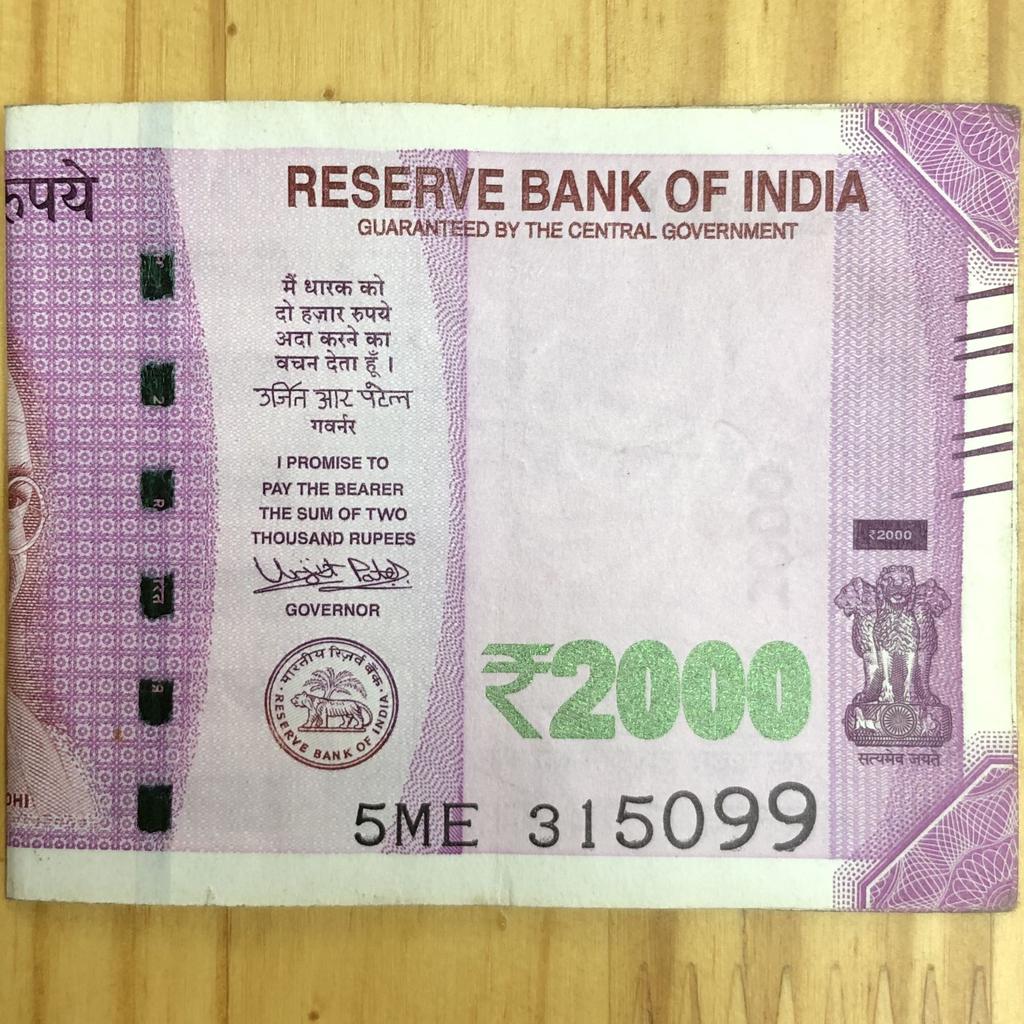 रुपये
RESERVE BANK OF INDIA
GUARANTEED BY THE CENTRAL GOVERNMENT
मैं धारक को
दो हज़ार रुपये
अदा करने का
वचन देता हूँ ।
उर्जित आर पटेल
गवर्नर
I PROMISE TO
PAY THE BEARER
THE SUM OF TWO
THOUSAND RUPEES
Urjit Patel
GOVERNOR
भारतीय रिज़र्व बैंक
RESERVE BANK OF INDIA
₹2000
₹2000
सत्यमेव जयते
5ME 315099